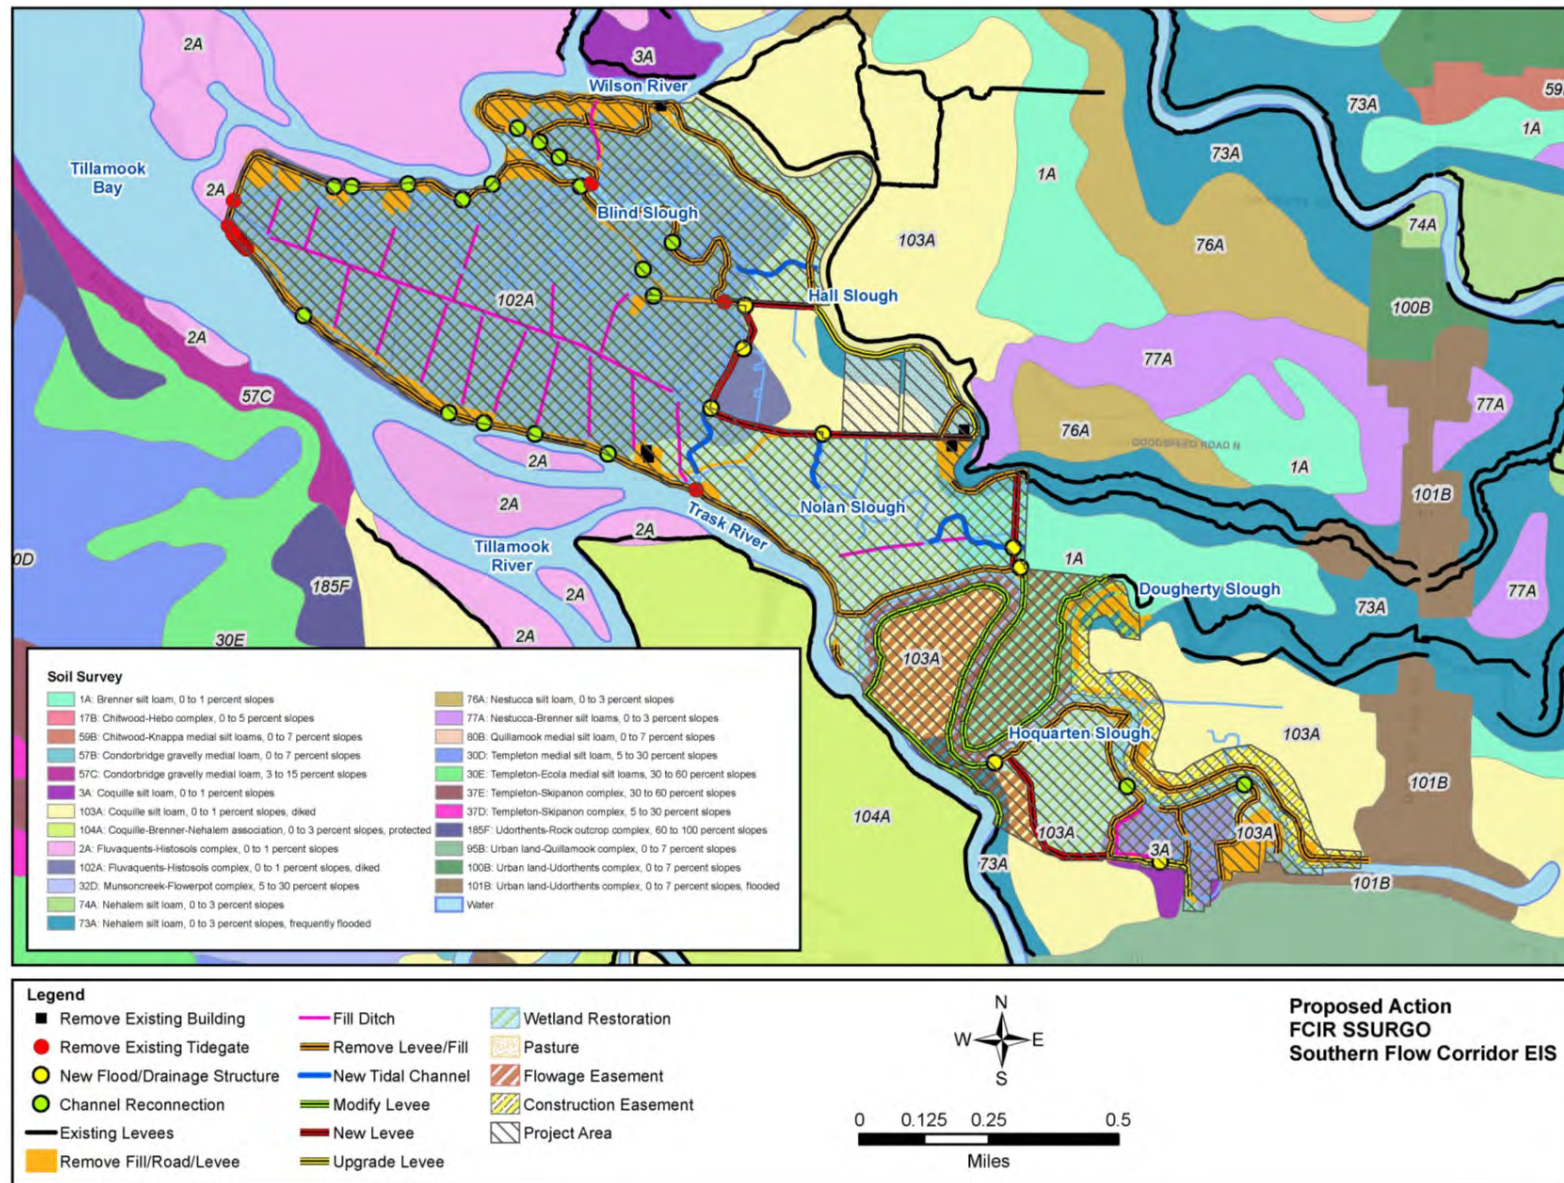 2A
3A
Wilson River
73A
59
1A
Tillamook
Bay
2A
1A
73A
Blind Slough
103A
76A
74A
102A
Hall Slough
100B
2A
77A
57C
76A
77A
GOODSPEED ROAD N
1A
2A
101B
2A
Nolan Slough
Trask River
2A
Tillamook
River
0D
1A
185F
2A
Dougherty Slough
73A
77A
30E
2A
103A
Hoquarten Slough
103A
101B
104A
103A
103A
3A
73A
101B
Soil Survey
1A: Brenner silt loam, 0 to 1 percent slopes
17B: Chitwood-Hebo complex, 0 to 5 percent slopes
59B: Chitwood-Knappa medial silt loams, 0 to 7 percent slopes
57B: Condorbridge gravelly medial loam, 0 to 7 percent slopes
57C: Condorbridge gravelly medial loam, 3 to 15 percent slopes
3A: Coquille silt loam, 0 to 1 percent slopes
103A: Coquille silt loam, 0 to 1 percent slopes, diked
104A: Coquille-Brenner-Nehalem association, 0 to 3 percent slopes, protected
2A: Fluvaquents-Histosols complex, 0 to 1 percent slopes
102A: Fluvaquents-Histosols complex, 0 to 1 percent slopes, diked
32D: Munsoncreek-Flowerpot complex, 5 to 30 percent slopes
74A: Nehalem silt loam, 0 to 3 percent slopes
73A: Nehalem silt loam, 0 to 3 percent slopes, frequently flooded
76A: Nestucca silt loam, 0 to 3 percent slopes
77A: Nestucca-Brenner silt loams, 0 to 3 percent slopes
80B: Quillamook medial silt loam, 0 to 7 percent slopes
30D: Templeton medial silt loam, 5 to 30 percent slopes
30E: Templeton-Ecola medial silt loams, 30 to 60 percent slopes
37E: Templeton-Skipanon complex, 30 to 60 percent slopes
37D: Templeton-Skipanon complex, 5 to 30 percent slopes
185F: Udorthents-Rock outcrop complex, 60 to 100 percent slopes
95B: Urban land-Quillamook complex, 0 to 7 percent slopes
100B: Urban land-Udorthents complex, 0 to 7 percent slopes
101B: Urban land-Udorthents complex, 0 to 7 percent slopes, flooded
Water
Legend
Remove Existing Building
Remove Existing Tidegate
New Flood/Drainage Structure
Channel Reconnection
Existing Levees
Remove Fill/Road/Levee
Fill Ditch
Remove Levee/Fill
New Tidal Channel
Modify Levee
New Levee
Upgrade Levee
Wetland Restoration
Pasture
Flowage Easement
Construction Easement
Project Area
N
W E
S
0 0.125 0.25 0.5
Miles
Proposed Action
FCIR SSURGO
Southern Flow Corridor EIS